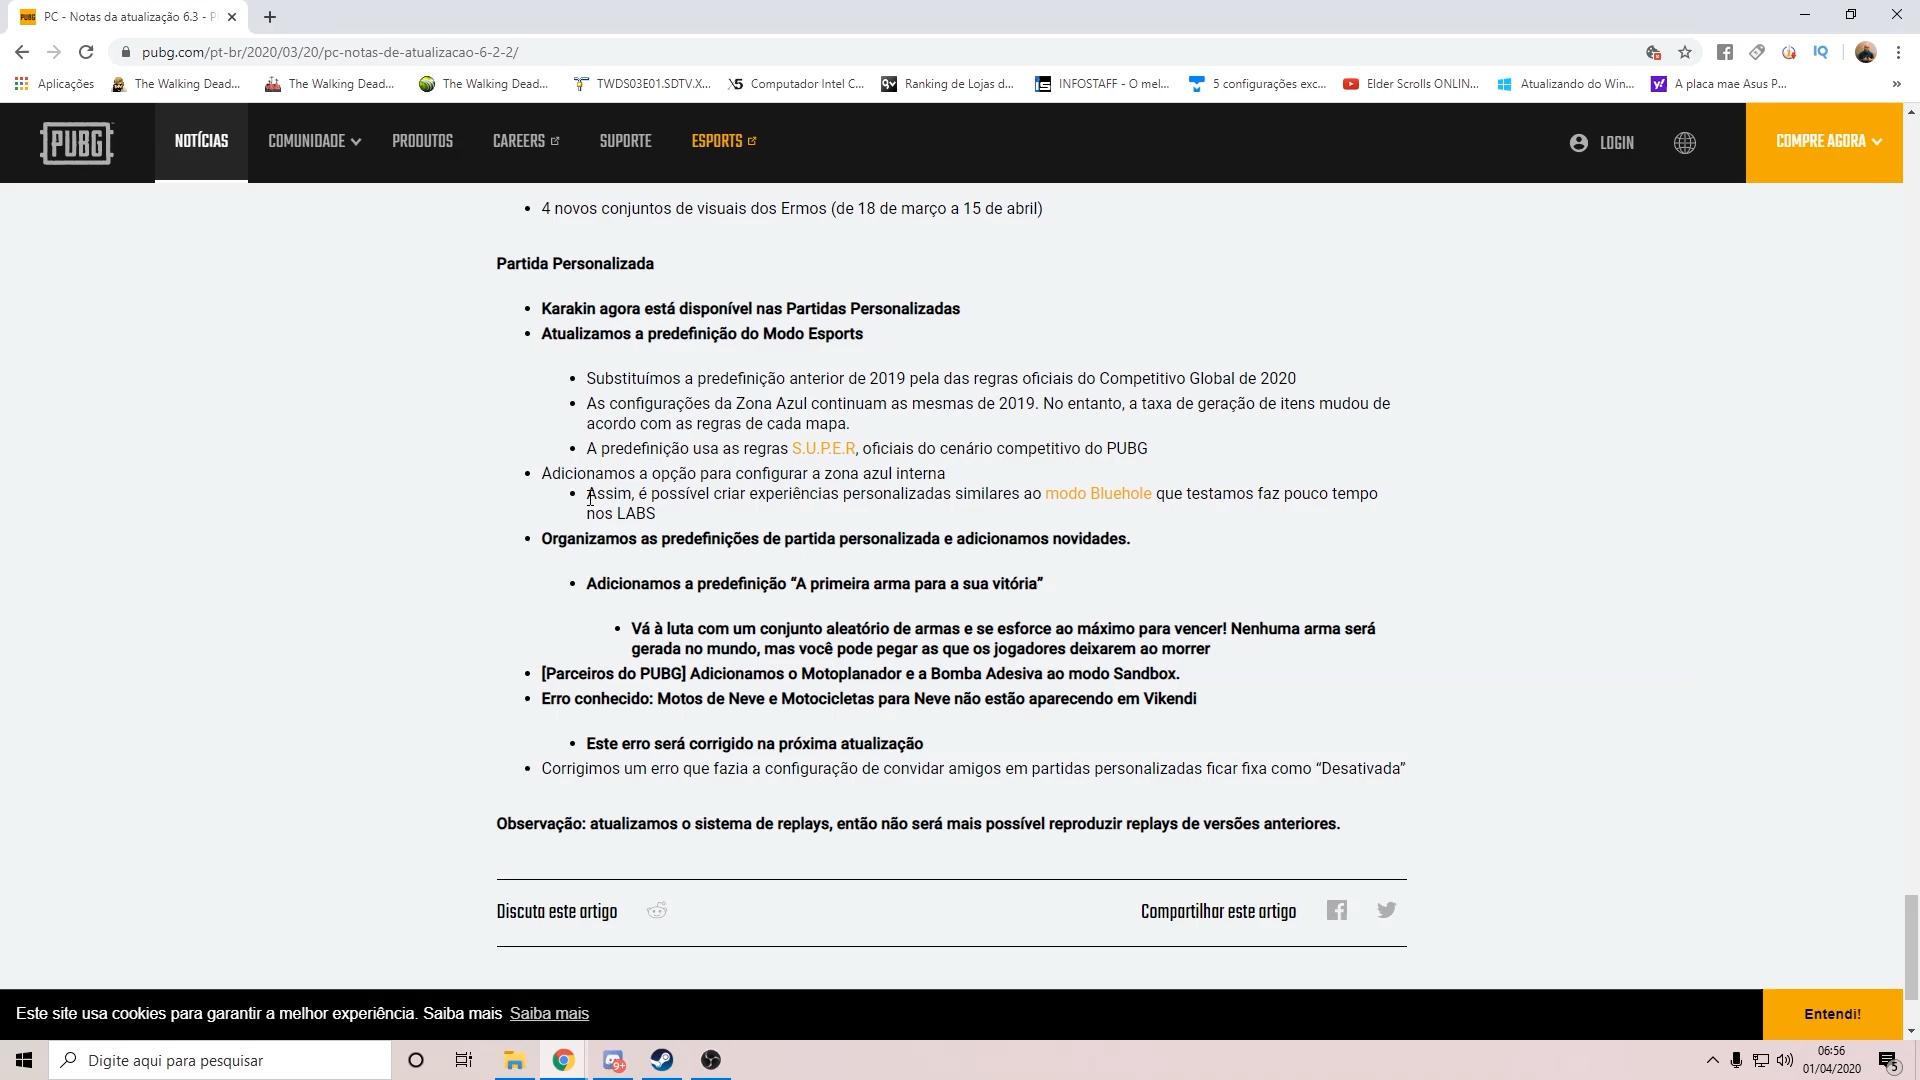 PUBG PC - Notas da atualização 6.3 - P
pubg.com/pt-br/2020/03/20/pc-notas-de-atualizacao-6-2-2/
IQ
Aplicações The Walking Dead... The Walking Dead... The Walking Dead... TWDS03E01.SDTV.X... X5 Computador Intel C... Ranking de Lojas d... INFOSTAFF - O mel... 5 configurações exc... Elder Scrolls ONLIN... Atualizando do Win... A placa mae Asus P... »
PUBG NOTÍCIAS COMUNIDADE PRODUTOS CAREERS SUPORTE ESPORTS LOGIN COMPRE AGORA
• 4 novos conjuntos de visuais dos Ermos (de 18 de março a 15 de abril)
Partida Personalizada
• Karakin agora está disponível nas Partidas Personalizadas
• Atualizamos a predefinição do Modo Esports
• Substituímos a predefinição anterior de 2019 pela das regras oficiais do Competitivo Global de 2020
• As configurações da Zona Azul continuam as mesmas de 2019. No entanto, a taxa de geração de itens mudou de
acordo com as regras de cada mapa.
• A predefinição usa as regras S.U.P.E.R, oficiais do cenário competitivo do PUBG
• Adicionamos a opção para configurar a zona azul interna
• Assim, é possível criar experiências personalizadas similares ao modo Bluehole que testamos faz pouco tempo
nos LABS
• Organizamos as predefinições de partida personalizada e adicionamos novidades.
• Adicionamos a predefinição “A primeira arma para a sua vitória”
• Vá à luta com um conjunto aleatório de armas e se esforce ao máximo para vencer! Nenhuma arma será
gerada no mundo, mas você pode pegar as que os jogadores deixarem ao morrer
• [Parceiros do PUBG] Adicionamos o Motoplanador e a Bomba Adesiva ao modo Sandbox.
• Erro conhecido: Motos de Neve e Motocicletas para Neve não estão aparecendo em Vikendi
• Este erro será corrigido na próxima atualização
• Corrigimos um erro que fazia a configuração de convidar amigos em partidas personalizadas ficar fixa como “Desativada”
Observação: atualizamos o sistema de replays, então não será mais possível reproduzir replays de versões anteriores.
Discuta este artigo Compartilhar este artigo
Este site usa cookies para garantir a melhor experiência. Saiba mais Saiba mais Entendi!
Digite aqui para pesquisar 9+ 06:56
01/04/2020 5